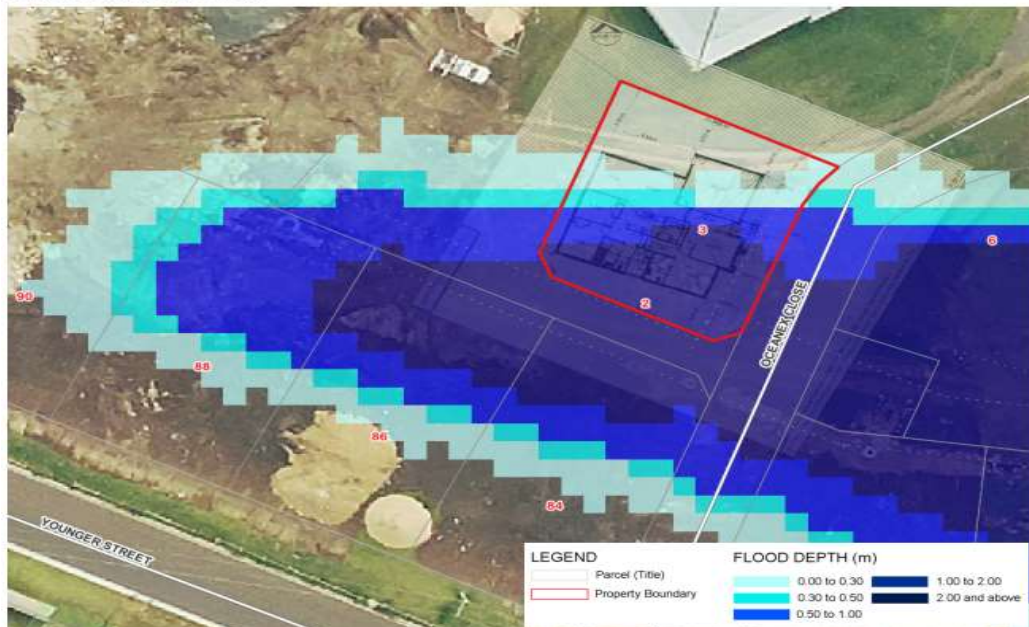 3
6
2
90
OCEANEX CLOSE
88
86
84
YOUNGER STREET
LEGEND
Parcel (Title)
Property Boundary
FLOOD DEPTH (m)
0.00 to 0.30
1.00 to 2.00
0.30 to 0.50
2.00 and above
0.50 to 1.00